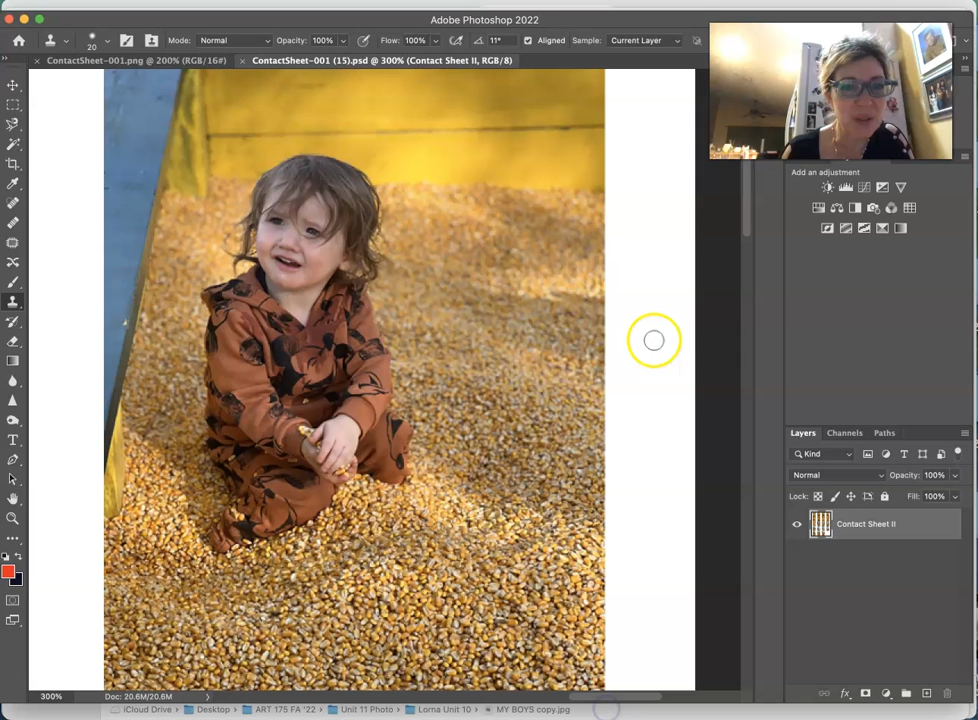 Adobe Photoshop 2022
20
Mode: Normal Opacity: 100% Flow: 100% 11° Aligned Sample: Current Layer
ContactSheet-001.png @ 200% (RGB/16#) ContactSheet-001 (15).psd @ 300% (Contact Sheet II, RGB/8)
Add an adjustment
Layers Channels Paths
Kind
Normal Opacity: 100%
Lock: Fill: 100%
Contact Sheet II
fx
300% Doc: 20.6M/20.6M
iCloud Drive Desktop ART 175 FA '22 Unit 11 Photo Lorna Unit 10 MY BOYS copy.jpg